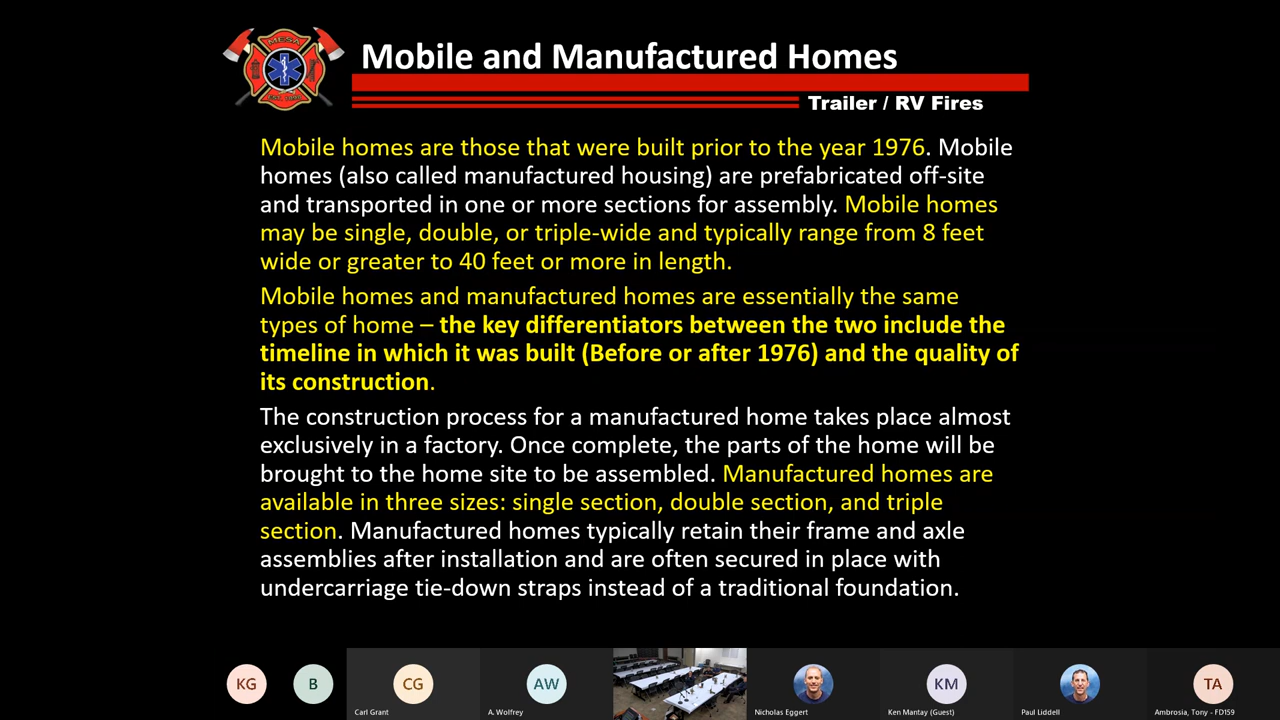 MESA
Mobile and Manufactured Homes
Trailer / RV Fires
Mobile homes are those that were built prior to the year 1976. Mobile
homes (also called manufactured housing) are prefabricated off-site
and transported in one or more sections for assembly. Mobile homes
may be single, double, or triple-wide and typically range from 8 feet
wide or greater to 40 feet or more in length.
Mobile homes and manufactured homes are essentially the same
types of home – the key differentiators between the two include the
timeline in which it was built (Before or after 1976) and the quality of
its construction.
The construction process for a manufactured home takes place almost
exclusively in a factory. Once complete, the parts of the home will be
brought to the home site to be assembled. Manufactured homes are
available in three sizes: single section, double section, and triple
section. Manufactured homes typically retain their frame and axle
assemblies after installation and are often secured in place with
undercarriage tie-down straps instead of a traditional foundation.
KG
B
CG
AW
KM
TA
Carl Grant
A. Wolfrey
Nicholas Eggert
Ken Mantay (Guest)
Paul Liddell
Ambrosia, Tony - FD1S9